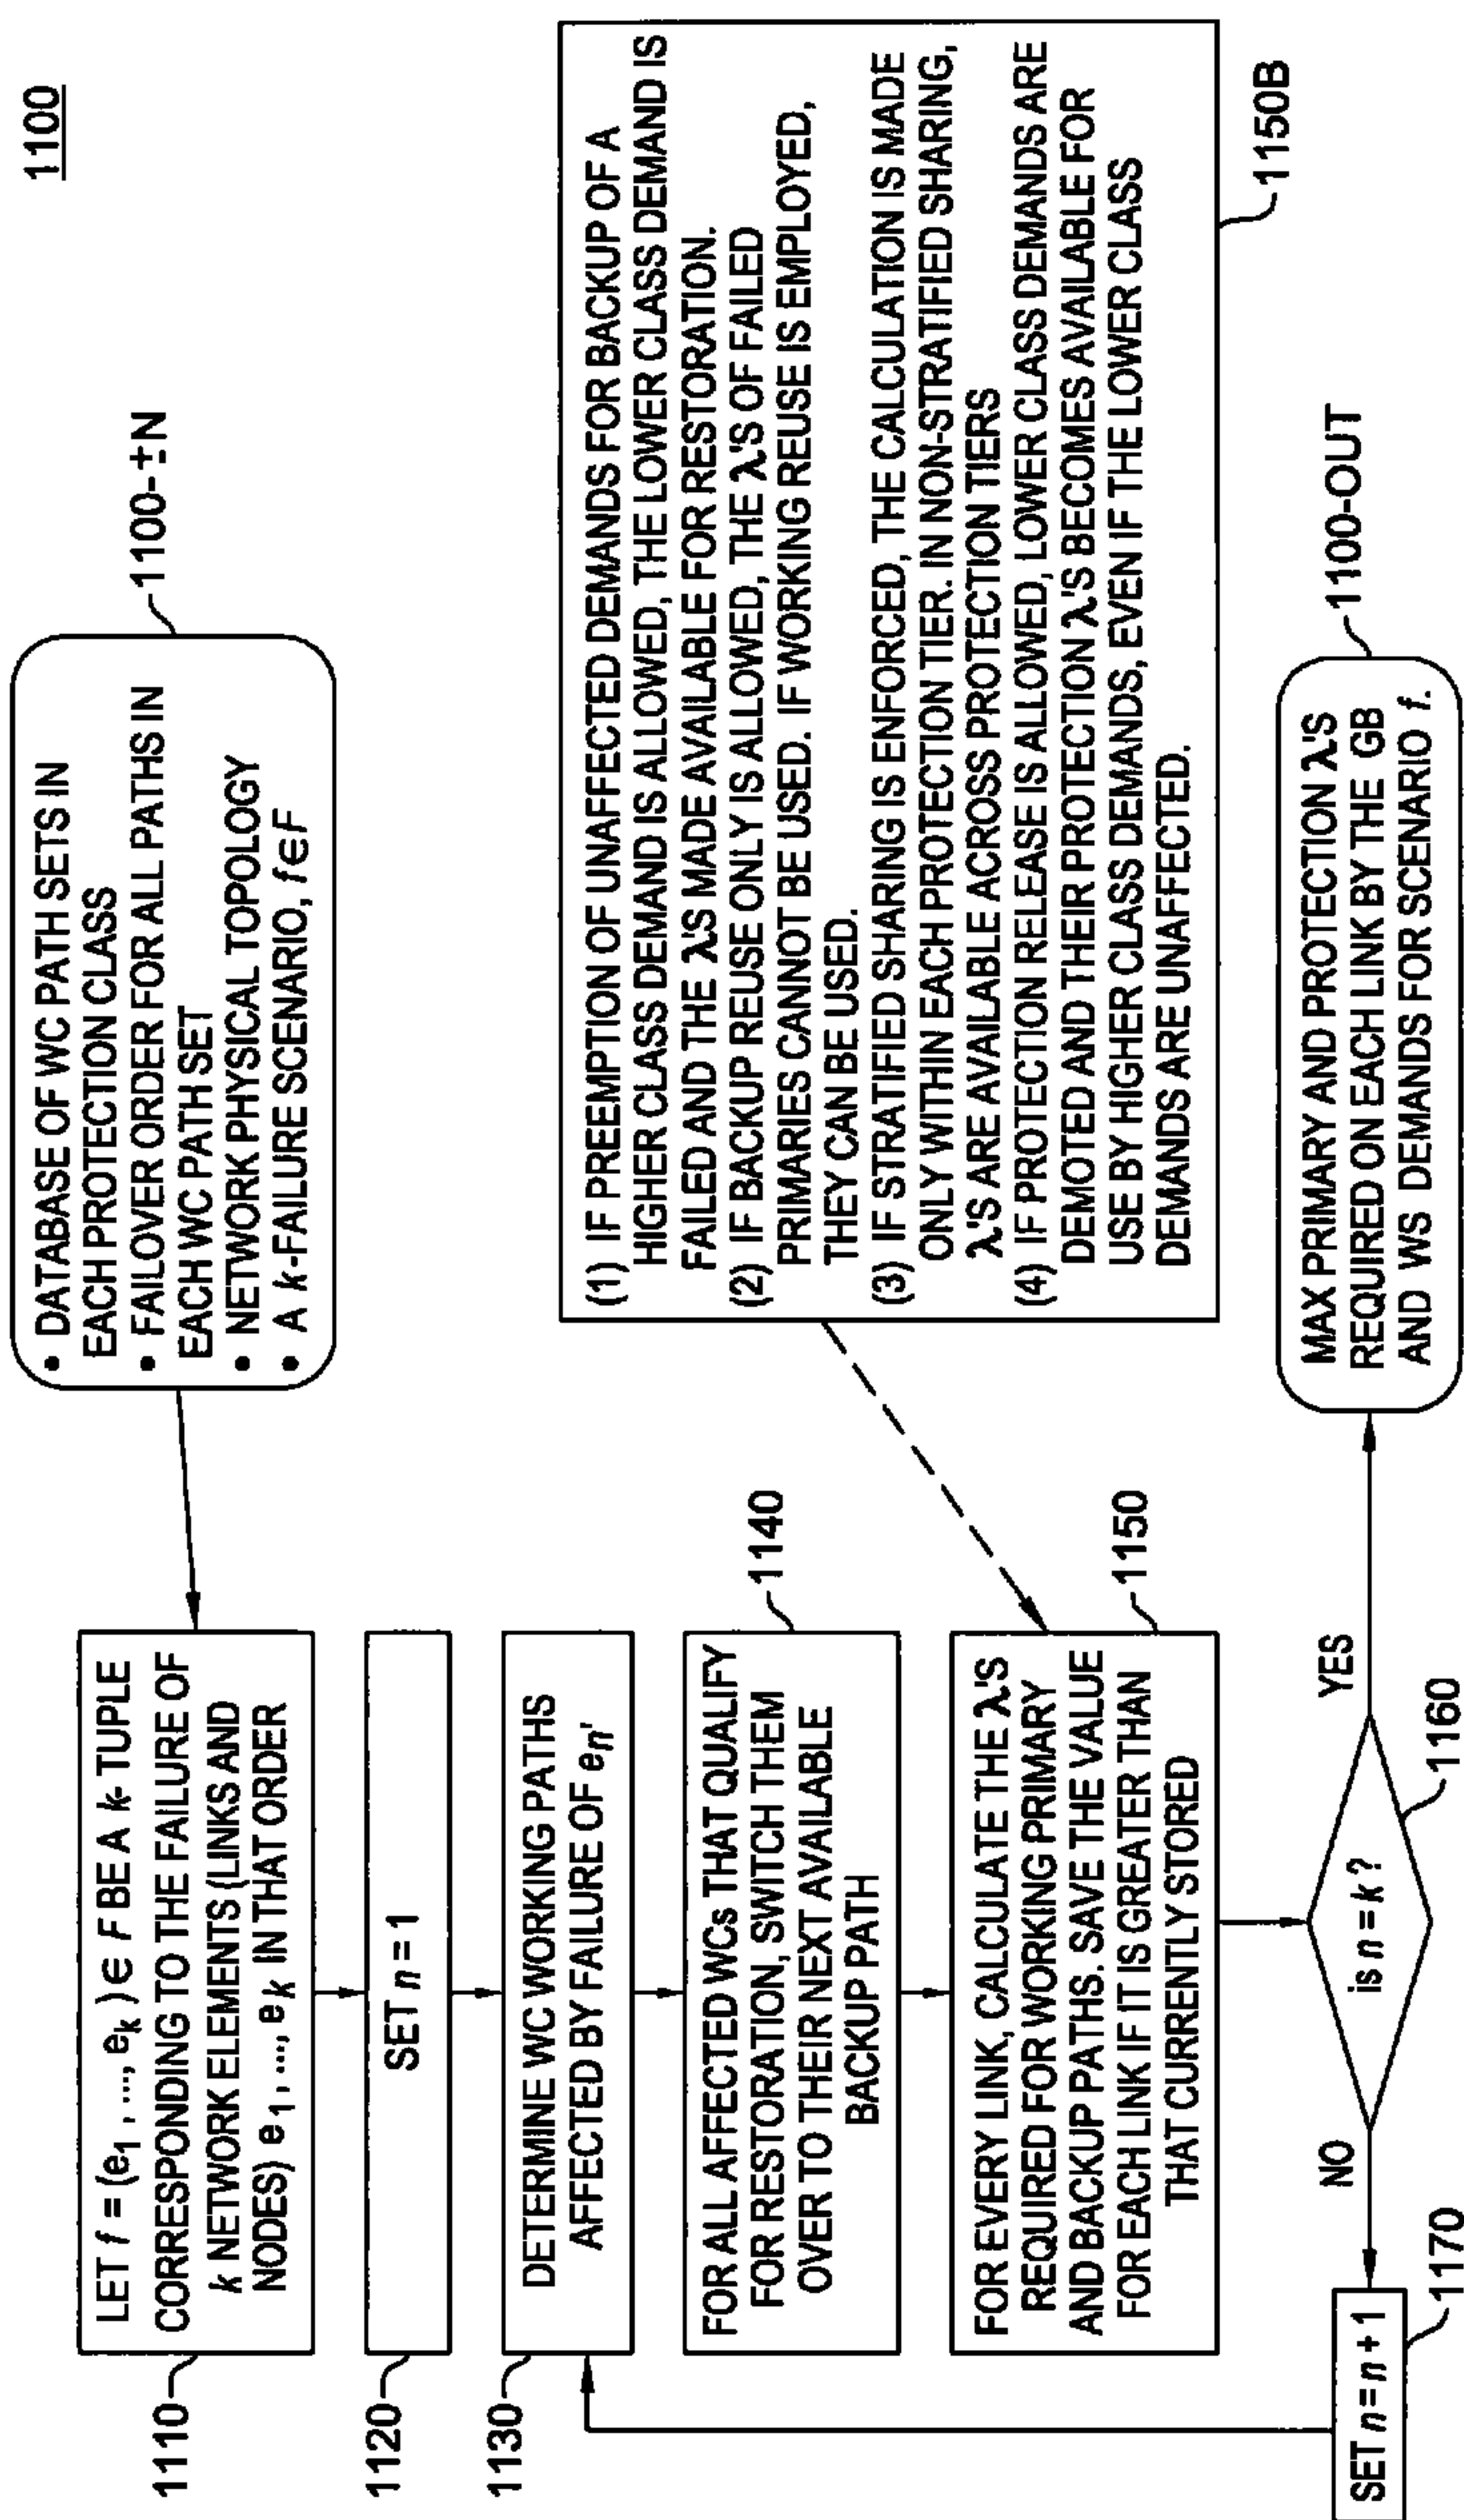 1100
• DATABASE OF WC PATH SETS IN
EACH PROTECTION CLASS
• FAILOVER ORDER FOR ALL PATHS IN
EACH WC PATH SET
• NETWORK PHYSICAL TOPOLOGY
• A k-FAILURE SCENARIO, f∈F
1100-±N
LET f = (e1 ,..., ek ) ∈ F BE A k- TUPLE
CORRESPONDING TO THE FAILURE OF
k NETWORK ELEMENTS (LINKS AND
NODES) e1 ,..., ek IN THAT ORDER
1110
SET n = 1
1120
DETERMINE WC WORKING PATHS
AFFECTED BY FAILURE OF en'
1130
FOR ALL AFFECTED WCs THAT QUALIFY
FOR RESTORATION, SWITCH THEM
OVER TO THEIR NEXT AVAILABLE
BACKUP PATH
1140
FOR EVERY LINK, CALCULATE THE λ'S
REQUIRED FOR WORKING PRIMARY
AND BACKUP PATHS. SAVE THE VALUE
FOR EACH LINK IF IT IS GREATER THAN
THAT CURRENTLY STORED
1150
(1) IF PREEMPTION OF UNAFFECTED DEMANDS FOR BACKUP OF A
HIGHER CLASS DEMAND IS ALLOWED, THE LOWER CLASS DEMAND IS
FAILED AND THE λ'S MADE AVAILABLE FOR RESTORATION.
(2) IF BACKUP REUSE ONLY IS ALLOWED, THE λ'S OF FAILED
PRIMARIES CANNOT BE USED. IF WORKING REUSE IS EMPLOYED,
THEY CAN BE USED.
(3) IF STRATIFIED SHARING IS ENFORCED, THE CALCULATION IS MADE
ONLY WITHIN EACH PROTECTION TIER. IN NON-STRATIFIED SHARING,
λ'S ARE AVAILABLE ACROSS PROTECTION TIERS
(4) IF PROTECTION RELEASE IS ALLOWED, LOWER CLASS DEMANDS ARE
DEMOTED AND THEIR PROTECTION λ'S BECOMES AVAILABLE FOR
USE BY HIGHER CLASS DEMANDS, EVEN IF THE LOWER CLASS
DEMANDS ARE UNAFFECTED.
1150B
is n = k ?
1160
NO
YES
SET n = n + 1
1170
MAX PRIMARY AND PROTECTION λ'S
REQUIRED ON EACH LINK BY THE GB
AND WS DEMANDS FOR SCENARIO f.
1100-OUT